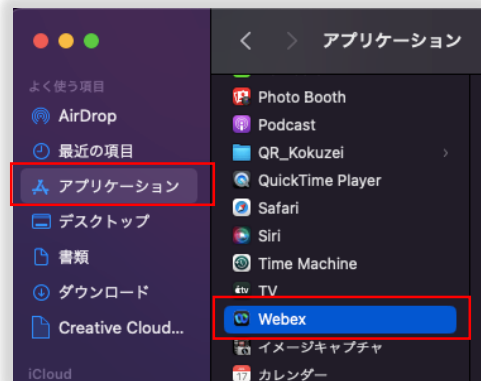 アプリケーション
よく使う項目
AirDrop
最近の項目
アプリケーション
デスクトップ
書類
ダウンロード
Creative Cloud...
iCloud
Photo Booth
Podcast
QR_Kokuzei
QuickTime Player
Safari
Siri
Time Machine
tv
TV
Webex
イメージキャプチャ
17
カレンダー